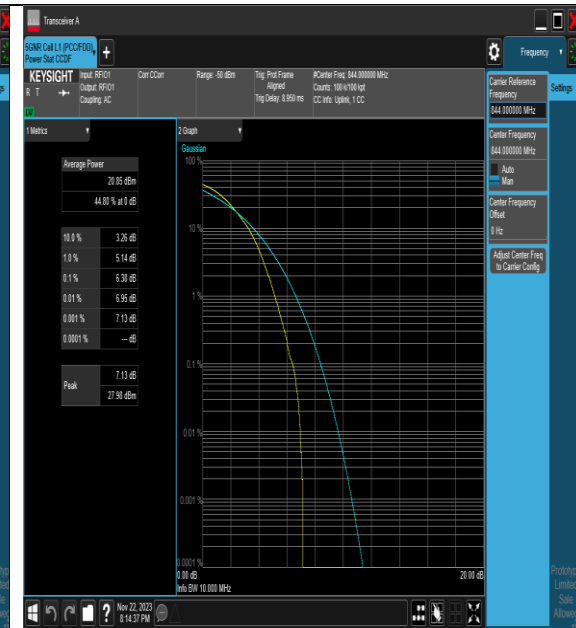 Transceiver A
5GNR Cell L1 (PCC/FDD),
Power Stat CCDF
+
Frequency
KEYSIGHT
R T
Input: RFIO1
Output: RFIO1
Coupling: AC
Corr CCorr
Range: -50 dBm
Trig: Prot Frame
Aligned
Trig Delay: 8.950 ms
#Center Freq: 844.000000 MHz
Counts: 100 k/100 kpt
CC Info: Uplink, 1 CC
Carrier Reference
Frequency
844.000000 MHz
Settings
1 Metrics
2 Graph
Center Frequency
844.000000 MHz
Auto
Man
Center Frequency
Offset
0 Hz
Adjust Center Freq
to Carrier Config
Average Power
20.85 dBm
44.80 % at 0 dB
10.0 % 3.26 dB
1.0 % 5.14 dB
0.1 % 6.38 dB
0.01 % 6.95 dB
0.001 % 7.13 dB
0.0001 % --- dB
Peak
7.13 dB
27.98 dBm
Gaussian
100 %
10 %
1 %
0.1 %
0.01 %
0.001 %
0.0001 %
0.00 dB
20.00 dB
Info BW 10.000 MHz
?
Nov 22, 2023
8:14:37 PM
Limited
Sale